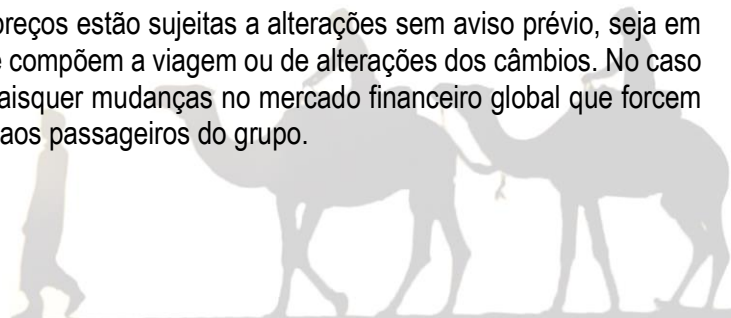 preços estão sujeitas a alterações sem aviso prévio, seja em
compõem a viagem ou de alterações dos câmbios. No caso
aisquer mudanças no mercado financeiro global que forcem
aos passageiros do grupo.